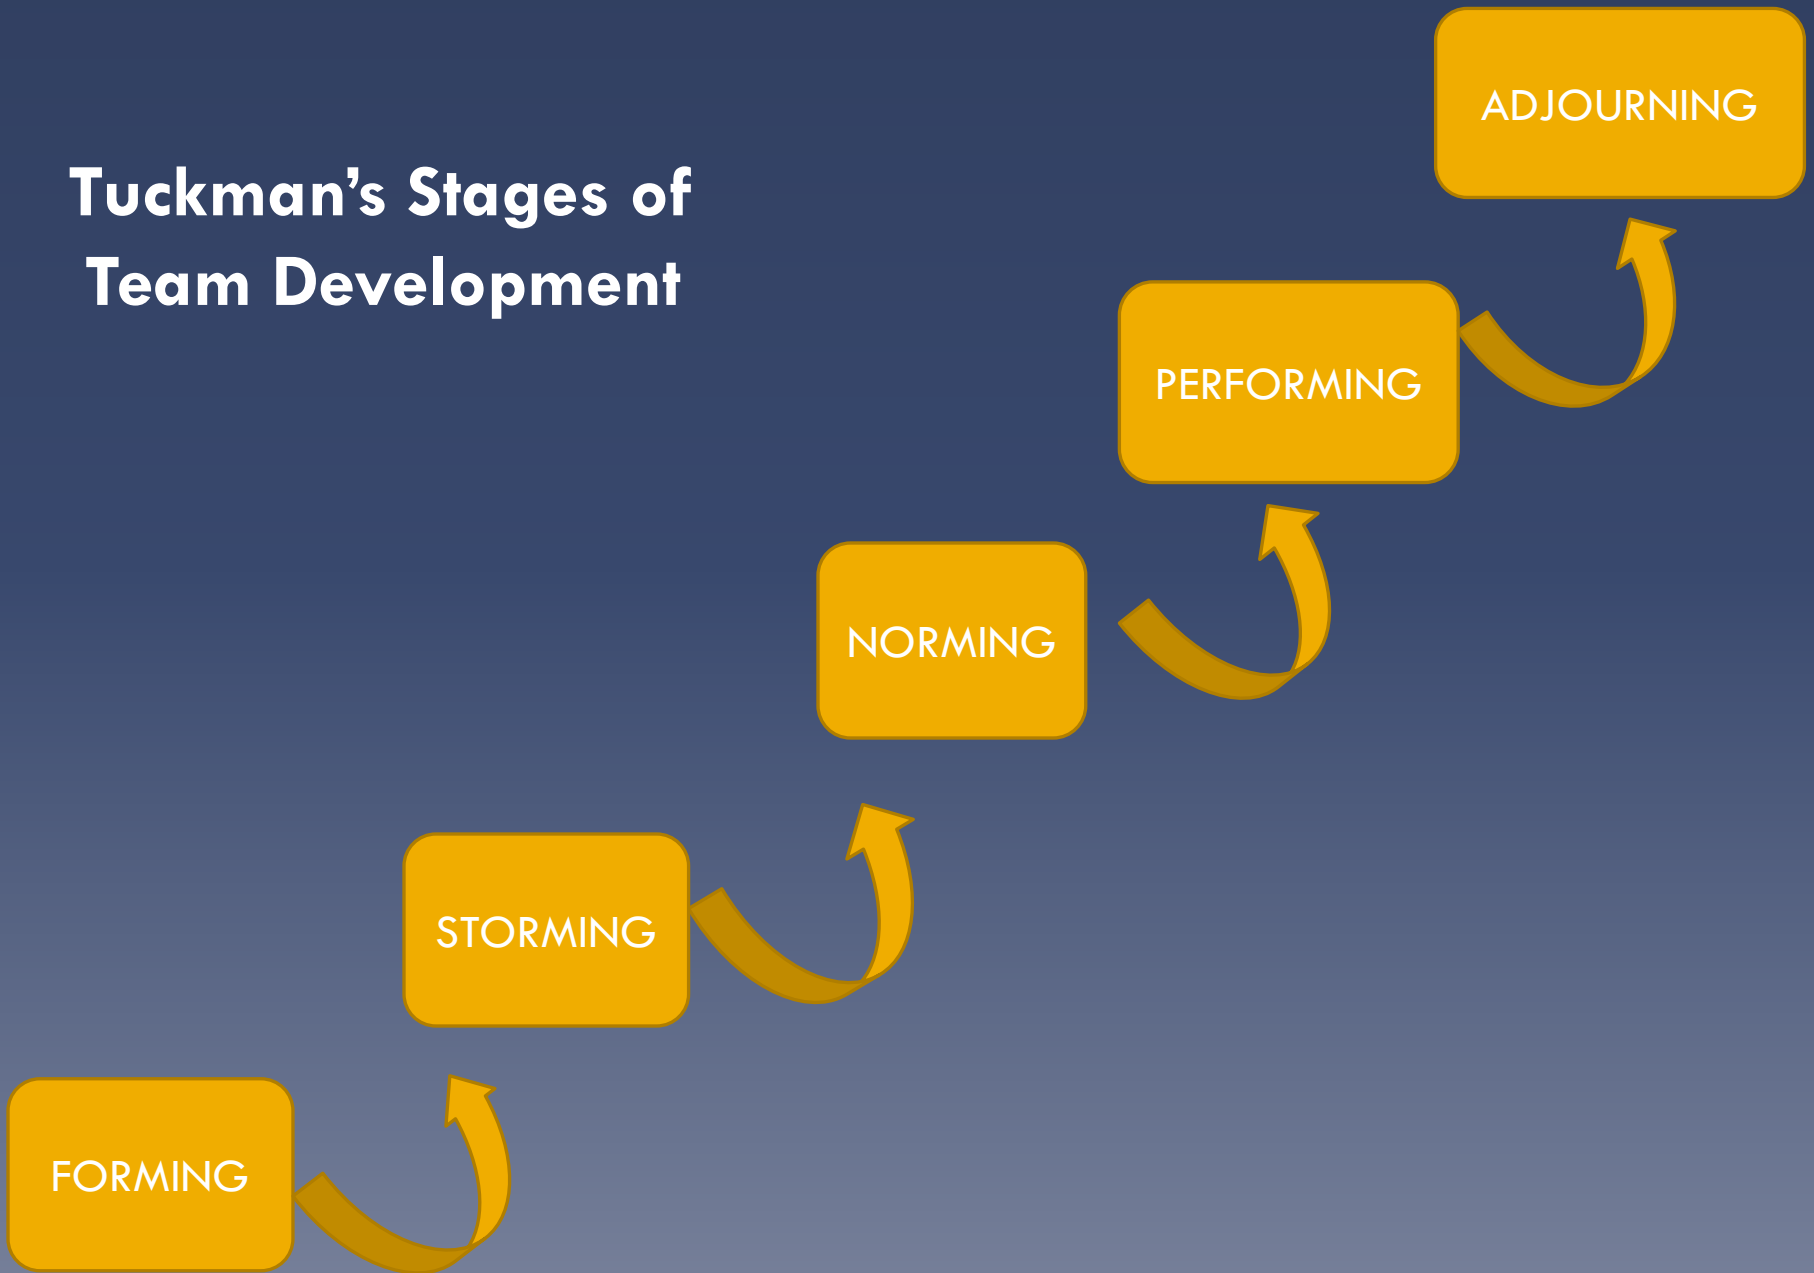 Tuckman’s Stages of
Team Development
ADJOURNING
PERFORMING
NORMING
STORMING
FORMING